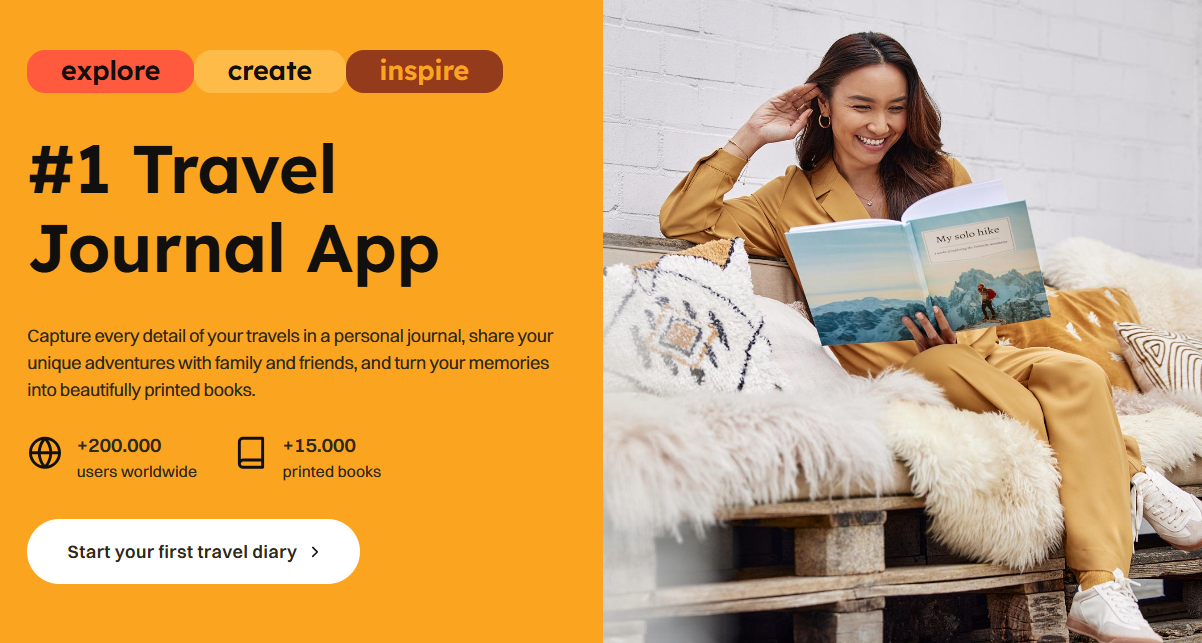 explore create inspire
#1 Travel
Journal App
Capture every detail of your travels in a personal journal, share your
unique adventures with family and friends, and turn your memories
into beautifully printed books.
+200.000
users worldwide
+15.000
printed books
Start your first travel diary
My solo hike